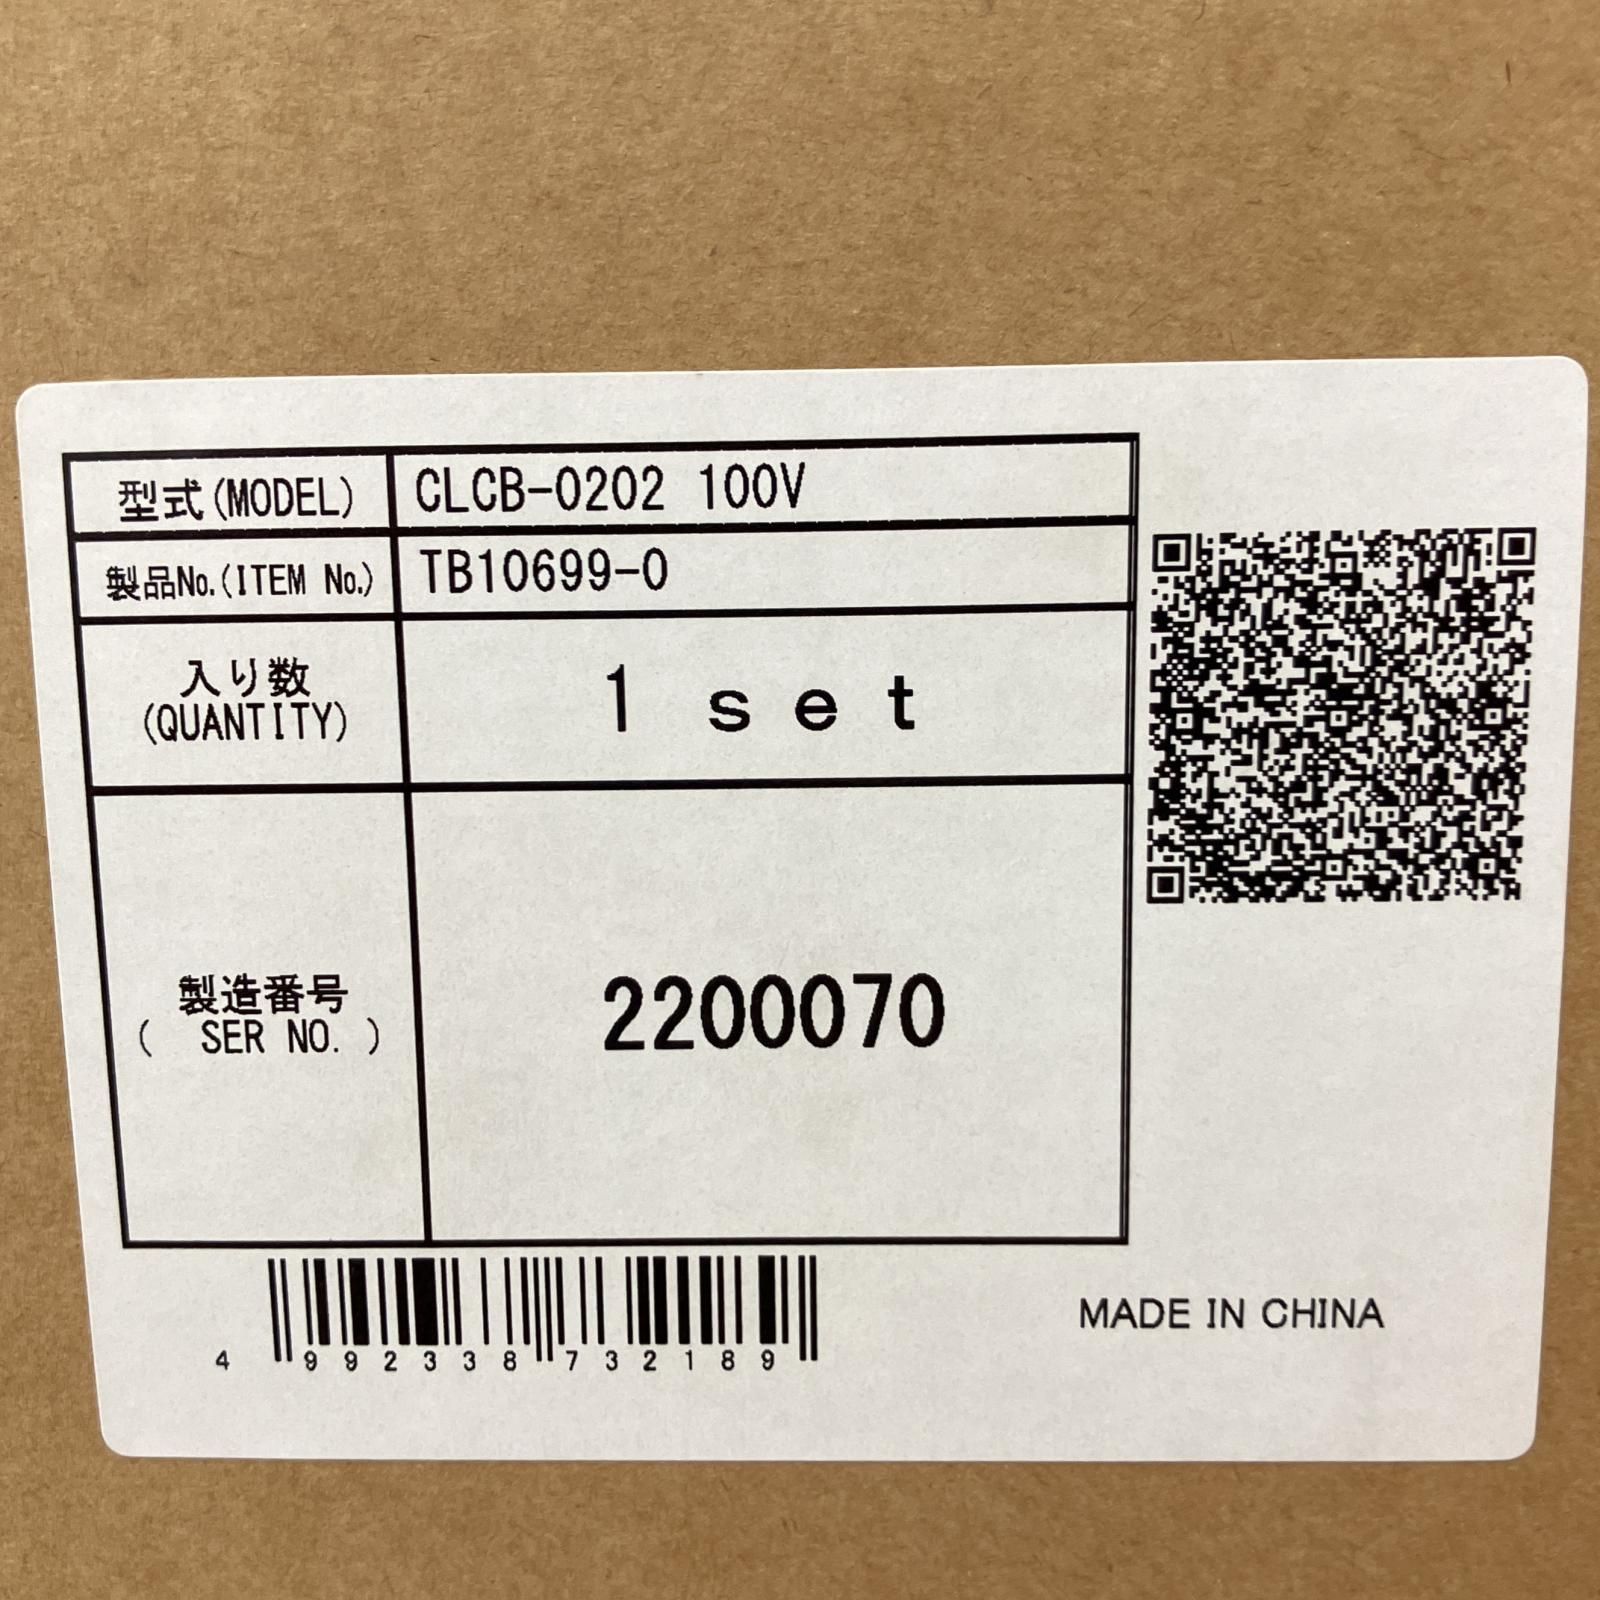 型式(MODEL) CLCB-0202 100V
製品No.(ITEM No.) TB10699-0
入り数
(QUANTITY)
1 set
製造番号
( SER NO. )
2200070
4 992338 732189
MADE IN CHINA